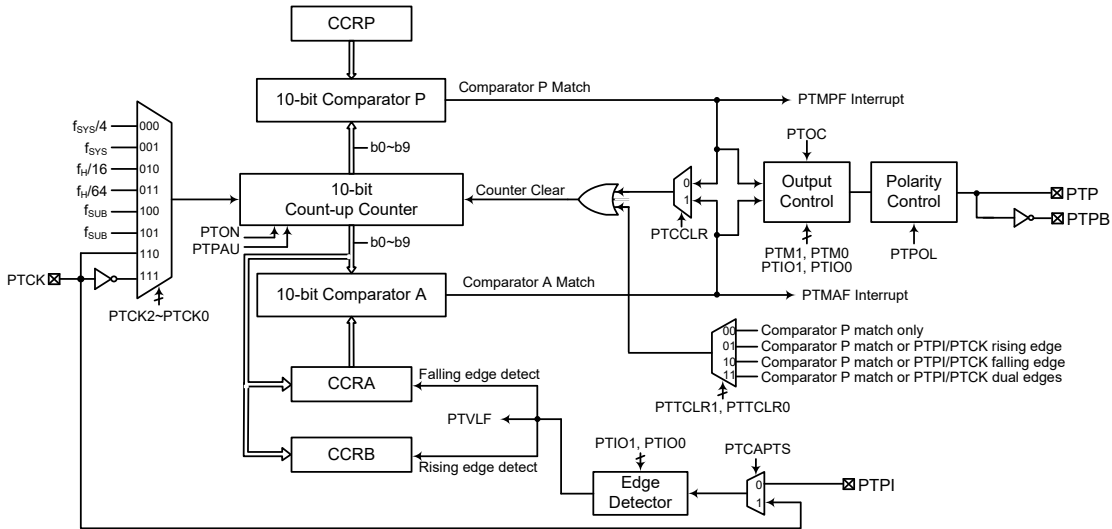 CCRP
10-bit Comparator P
Comparator P Match
PTMPF Interrupt
b0~b9
fSYS/4
000
fSYS
001
fH/16
010
fH/64
011
fSUB
100
fSUB
101
110
111
PTCK
PTCK2~PTCK0
10-bit
Count-up Counter
PTON
PTPAU
Counter Clear
0
1
PTCCLR
PTOC
Output
Control
PTM1, PTM0
PTIO1, PTIO0
Polarity
Control
PTPOL
PTP
PTPB
b0~b9
10-bit Comparator A
Comparator A Match
PTMAF Interrupt
00
Comparator P match only
01
Comparator P match or PTPI/PTCK rising edge
10
Comparator P match or PTPI/PTCK falling edge
11
Comparator P match or PTPI/PTCK dual edges
PTTCLR1, PTTCLR0
CCRA
Falling edge detect
PTVLF
CCRB
Rising edge detect
PTIO1, PTIO0
Edge
Detector
PTCAPTS
0
1
PTPI